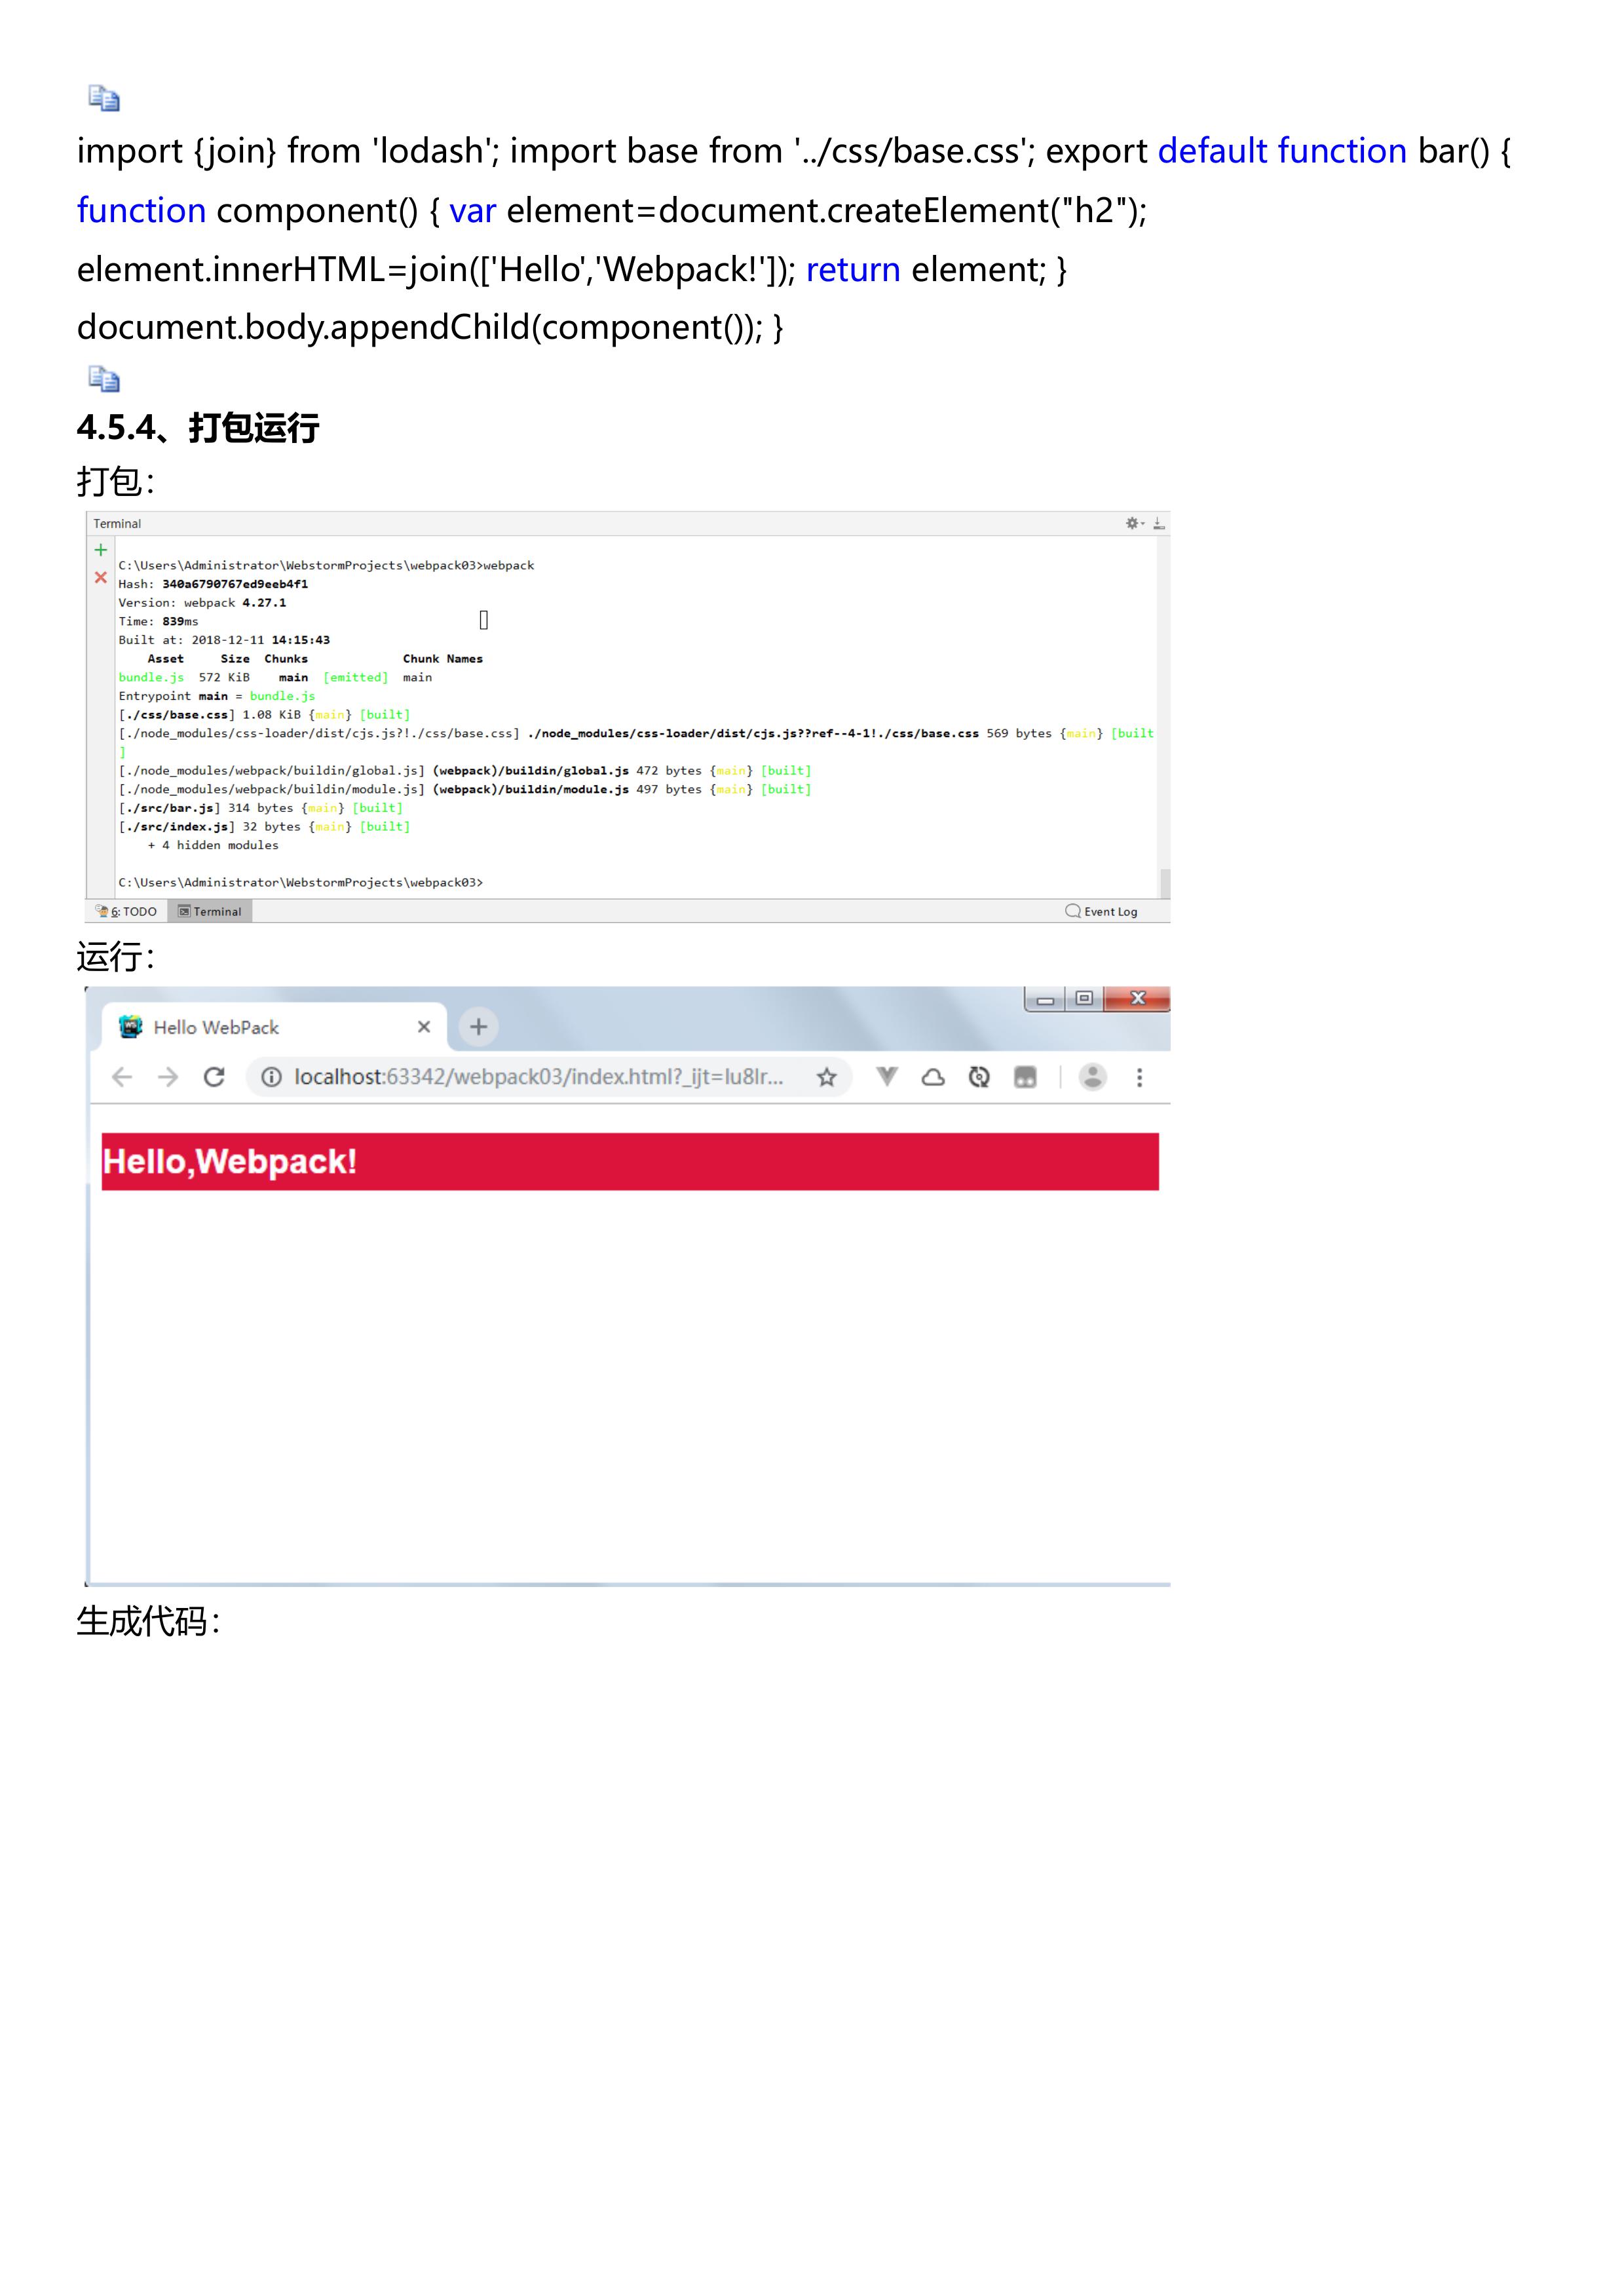 import {join} from 'lodash'; import base from '../css/base.css'; export default function bar() {
function component() { var element=document.createElement("h2");
element.innerHTML=join(['Hello','Webpack!']); return element; }
document.body.appendChild(component()); }
4.5.4、打包运行
打包：
Terminal
C:\Users\Administrator\WebstormProjects\webpack03>webpack
Hash: 340a6790767ed9eeb4f1
Version: webpack 4.27.1
Time: 839ms
Built at: 2018-12-11 14:15:43
Asset Size Chunks Chunk Names
bundle.js 572 KiB main [emitted] main
Entrypoint main = bundle.js
[./css/base.css] 1.08 KiB {main} [built]
[./node_modules/css-loader/dist/cjs.js?!./css/base.css] ./node_modules/css-loader/dist/cjs.js??ref--4-1!./css/base.css 569 bytes {main} [built
]
[./node_modules/webpack/buildin/global.js] (webpack)/buildin/global.js 472 bytes {main} [built]
[./node_modules/webpack/buildin/module.js] (webpack)/buildin/module.js 497 bytes {main} [built]
[./src/bar.js] 314 bytes {main} [built]
[./src/index.js] 32 bytes {main} [built]
+ 4 hidden modules
C:\Users\Administrator\WebstormProjects\webpack03>
6: TODO Terminal Event Log
运行：
Hello WebPack
localhost:63342/webpack03/index.html?_ijt=lu8lr...
Hello,Webpack!
生成代码：